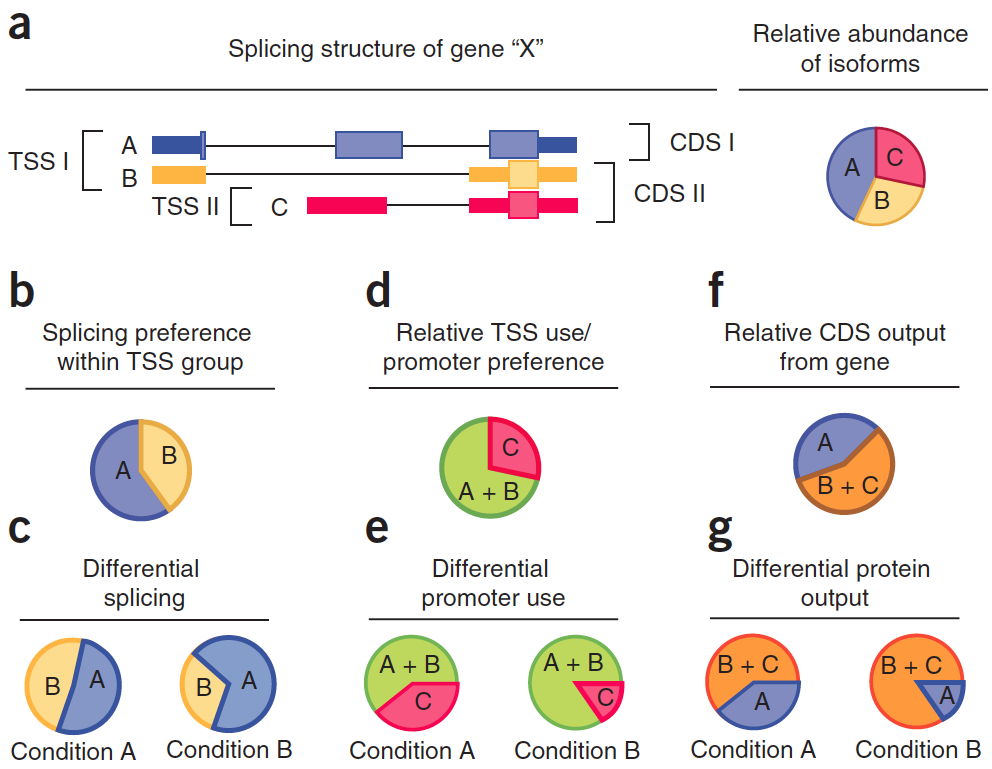 a
Splicing structure of gene “X”
Relative abundance
of isoforms
TSS I
A
B
TSS II
C
CDS I
CDS II
A
C
B
b
Splicing preference
within TSS group
A
B
d
Relative TSS use/
promoter preference
C
A + B
f
Relative CDS output
from gene
A
B + C
c
Differential
splicing
B
A
Condition A
B
A
Condition B
e
Differential
promoter use
A + B
C
Condition A
A + B
C
Condition B
g
Differential protein
output
B + C
A
Condition A
B + C
A
Condition B